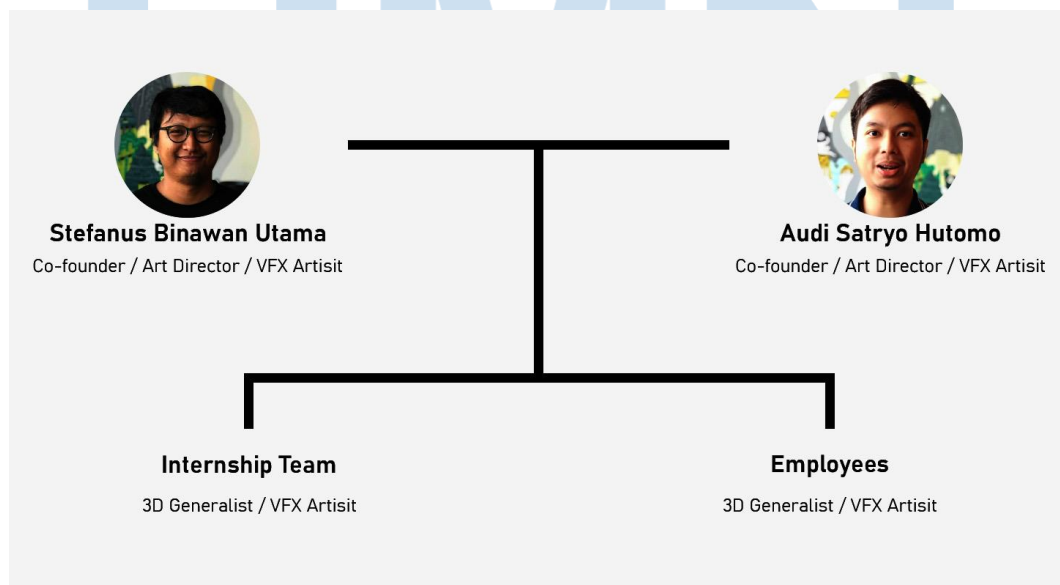 Stefanus Binawan Utama
Co-founder / Art Director / VFX Artisit
Audi Satryo Hutomo
Co-founder / Art Director / VFX Artisit
Internship Team
3D Generalist / VFX Artisit
Employees
3D Generalist / VFX Artisit